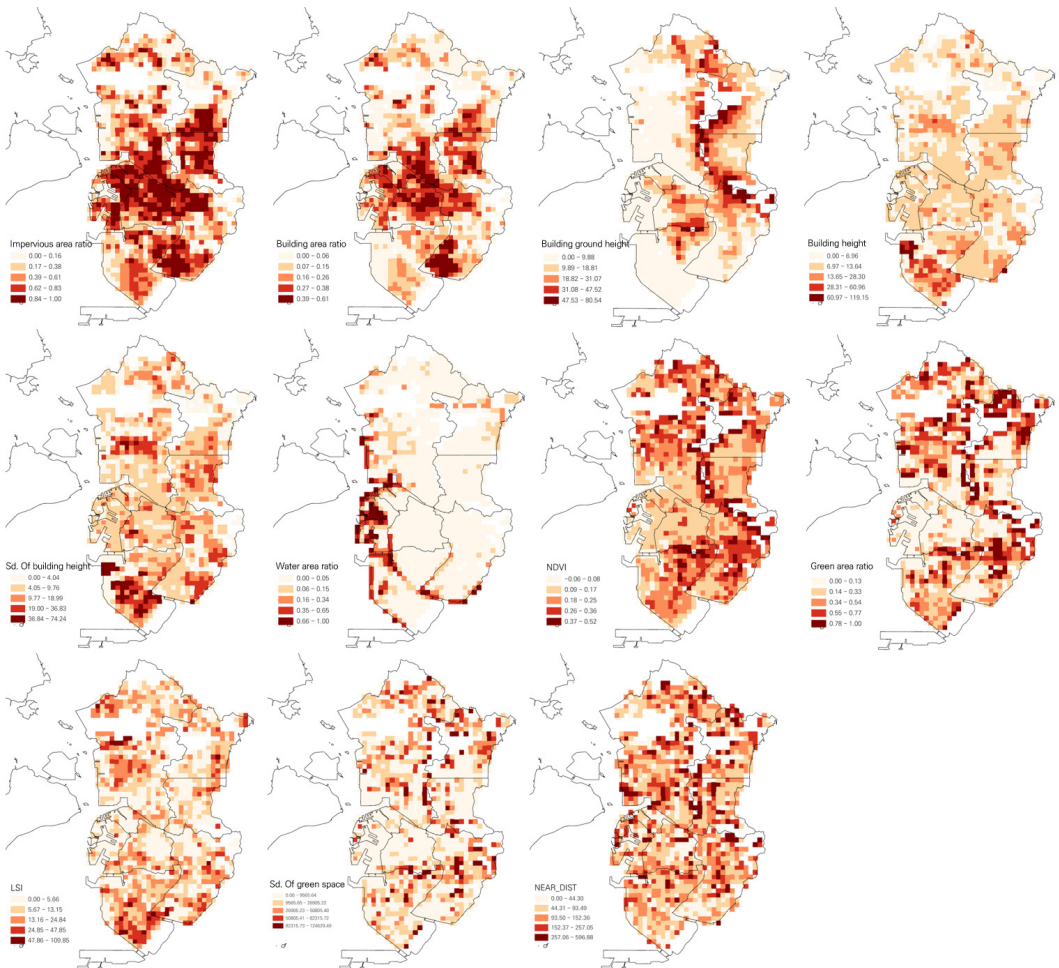 Impervious area ratio
0.00 – 0.16
0.17 – 0.38
0.39 – 0.61
0.62 – 0.83
0.84 – 1.00
Building area ratio
0.00 – 0.06
0.07 – 0.15
0.16 – 0.26
0.27 – 0.38
0.39 – 0.61
Building ground height
0.00 – 9.88
9.89 – 18.81
18.82 – 31.07
31.08 – 47.52
47.53 – 80.54
Building height
0.00 – 6.96
6.97 – 13.64
13.65 – 28.30
28.31 – 60.96
60.97 – 119.15
Sd. Of building height
0.00 – 4.04
4.05 – 9.76
9.77 – 18.99
19.00 – 36.83
36.84 – 74.24
Water area ratio
0.00 – 0.05
0.06 – 0.15
0.16 – 0.34
0.35 – 0.65
0.66 – 1.00
NDVI
−0.06 – 0.08
0.09 – 0.17
0.18 – 0.25
0.26 – 0.36
0.37 – 0.52
Green area ratio
0.00 – 0.13
0.14 – 0.33
0.34 – 0.54
0.55 – 0.77
0.78 – 1.00
LSI
0.00 – 5.66
5.67 – 13.15
13.16 – 24.84
24.85 – 47.85
47.86 – 109.85
Sd. Of green space
NEAR_DIST
0.00 – 44.30
44.31 – 93.49
93.50 – 152.36
152.37 – 257.05
257.06 – 596.88